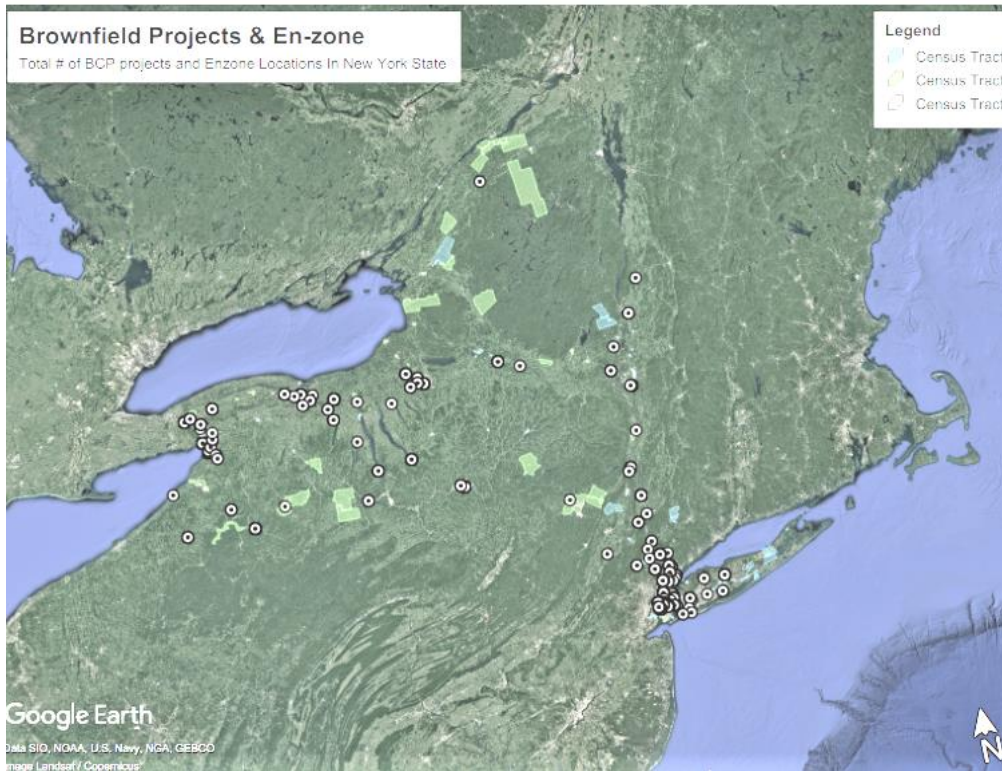 Brownfield Projects & En-zone
Total # of BCP projects and Enzone Locations In New York State
Legend
Census Tract
Census Tract
Census Tract
Google Earth
Data SIO, NOAA, U.S. Navy, NGA, GEBCO
Image Landsat / Copernicus
N